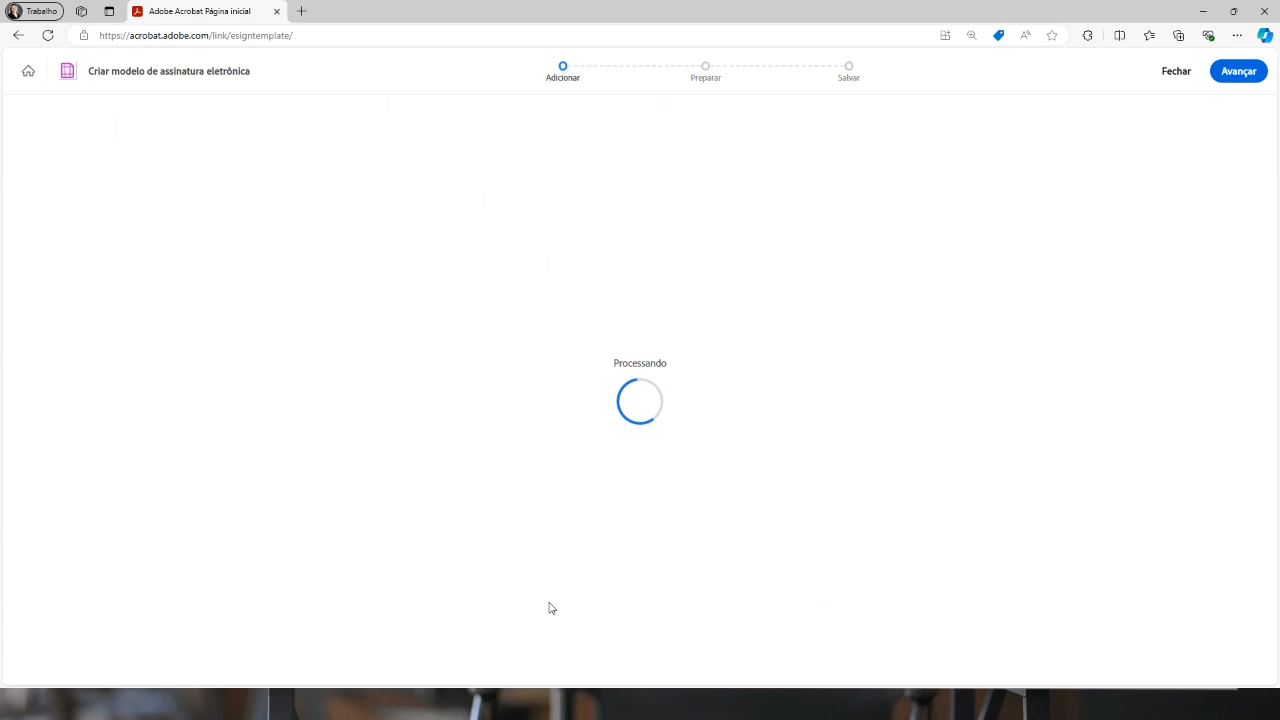 Trabalho
Adobe Acrobat Página inicial
https://acrobat.adobe.com/link/esigntemplate/
Criar modelo de assinatura eletrônica
Adicionar
Preparar
Salvar
Fechar
Avançar
Processando